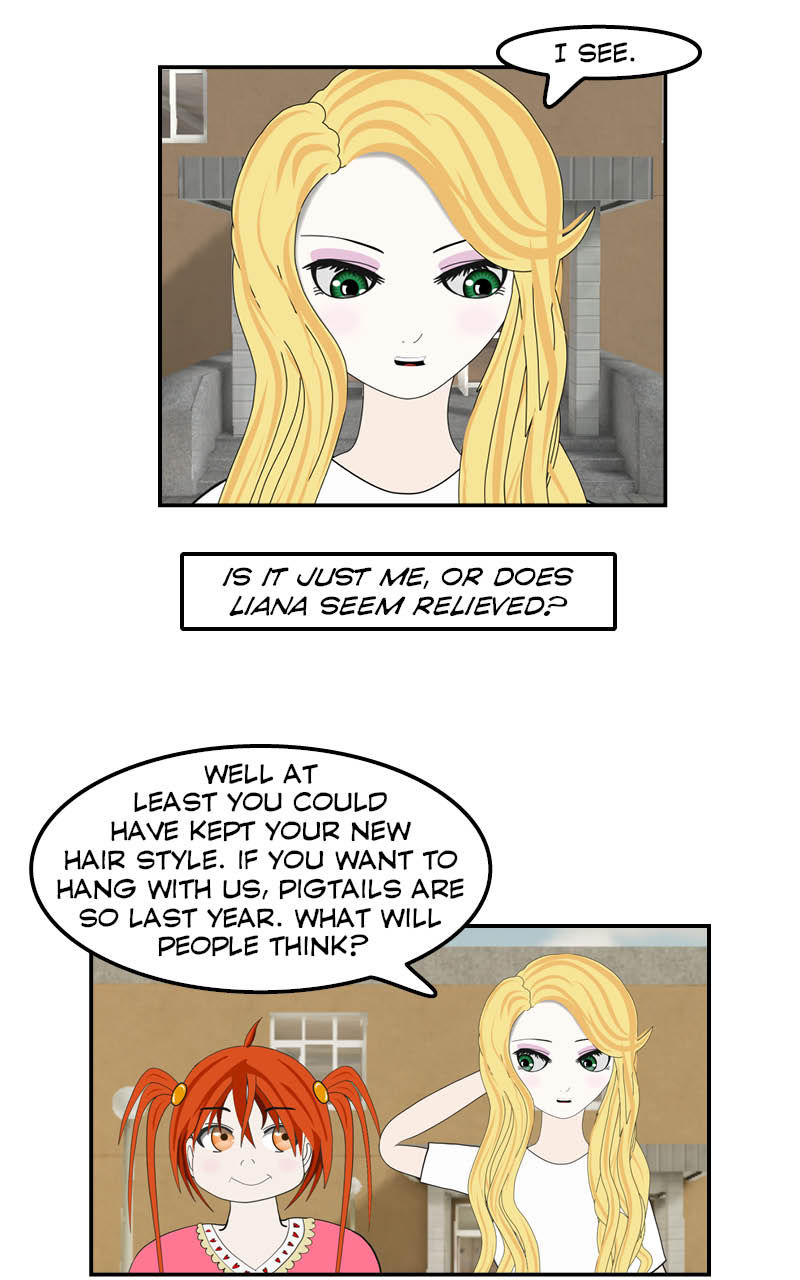 I SEE.
IS IT JUST ME, OR DOES
LIANA SEEM RELIEVED?
WELL AT
LEAST YOU COULD
HAVE KEPT YOUR NEW
HAIR STYLE. IF YOU WANT TO
HANG WITH US, PIGTAILS ARE
SO LAST YEAR. WHAT WILL
PEOPLE THINK?